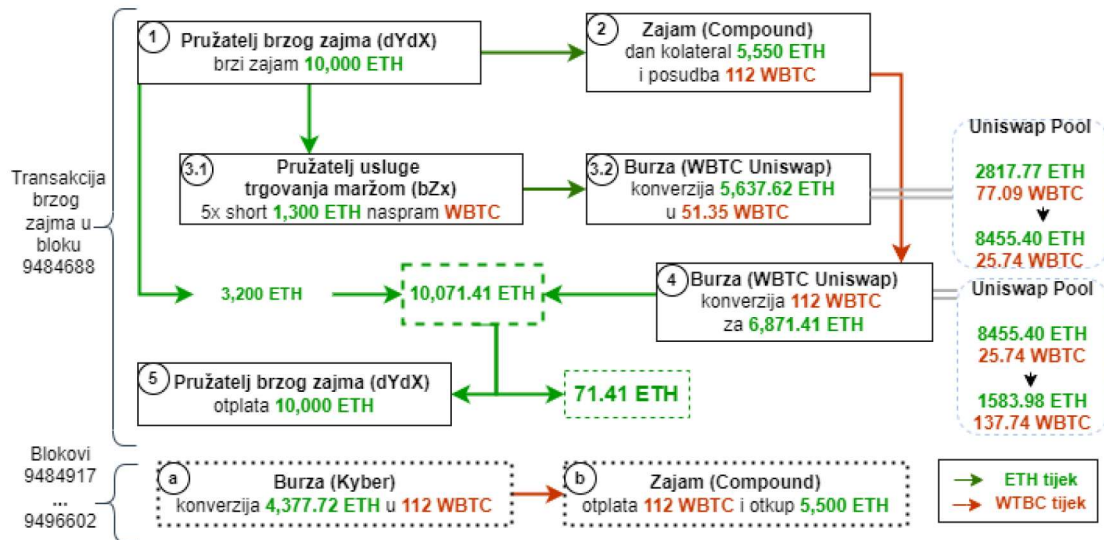 1
Pružatelj brzog zajma (dYdX)
brzi zajam 10,000 ETH
2
Zajam (Compound)
dan kolateral 5,550 ETH
i posudba 112 WBTC
3.1
Pružatelj usluge
trgovanja maržom (bZx)
5x short 1,300 ETH naspram WBTC
3.2
Burza (WBTC Uniswap)
konverzija 5,637.62 ETH
u 51.35 WBTC
Uniswap Pool
2817.77 ETH
77.09 WBTC
8455.40 ETH
25.74 WBTC
Transakcija
brzog
zajma u
bloku
9484688
3,200 ETH
10,071.41 ETH
4
Burza (WBTC Uniswap)
konverzija 112 WBTC
za 6,871.41 ETH
Uniswap Pool
8455.40 ETH
25.74 WBTC
1583.98 ETH
137.74 WBTC
5
Pružatelj brzog zajma (dYdX)
otplata 10,000 ETH
71.41 ETH
Blokovi
9484917
...
9496602
a
Burza (Kyber)
konverzija 4,377.72 ETH u 112 WBTC
b
Zajam (Compound)
otplata 112 WBTC i otkup 5,500 ETH
ETH tijek
WTBC tijek